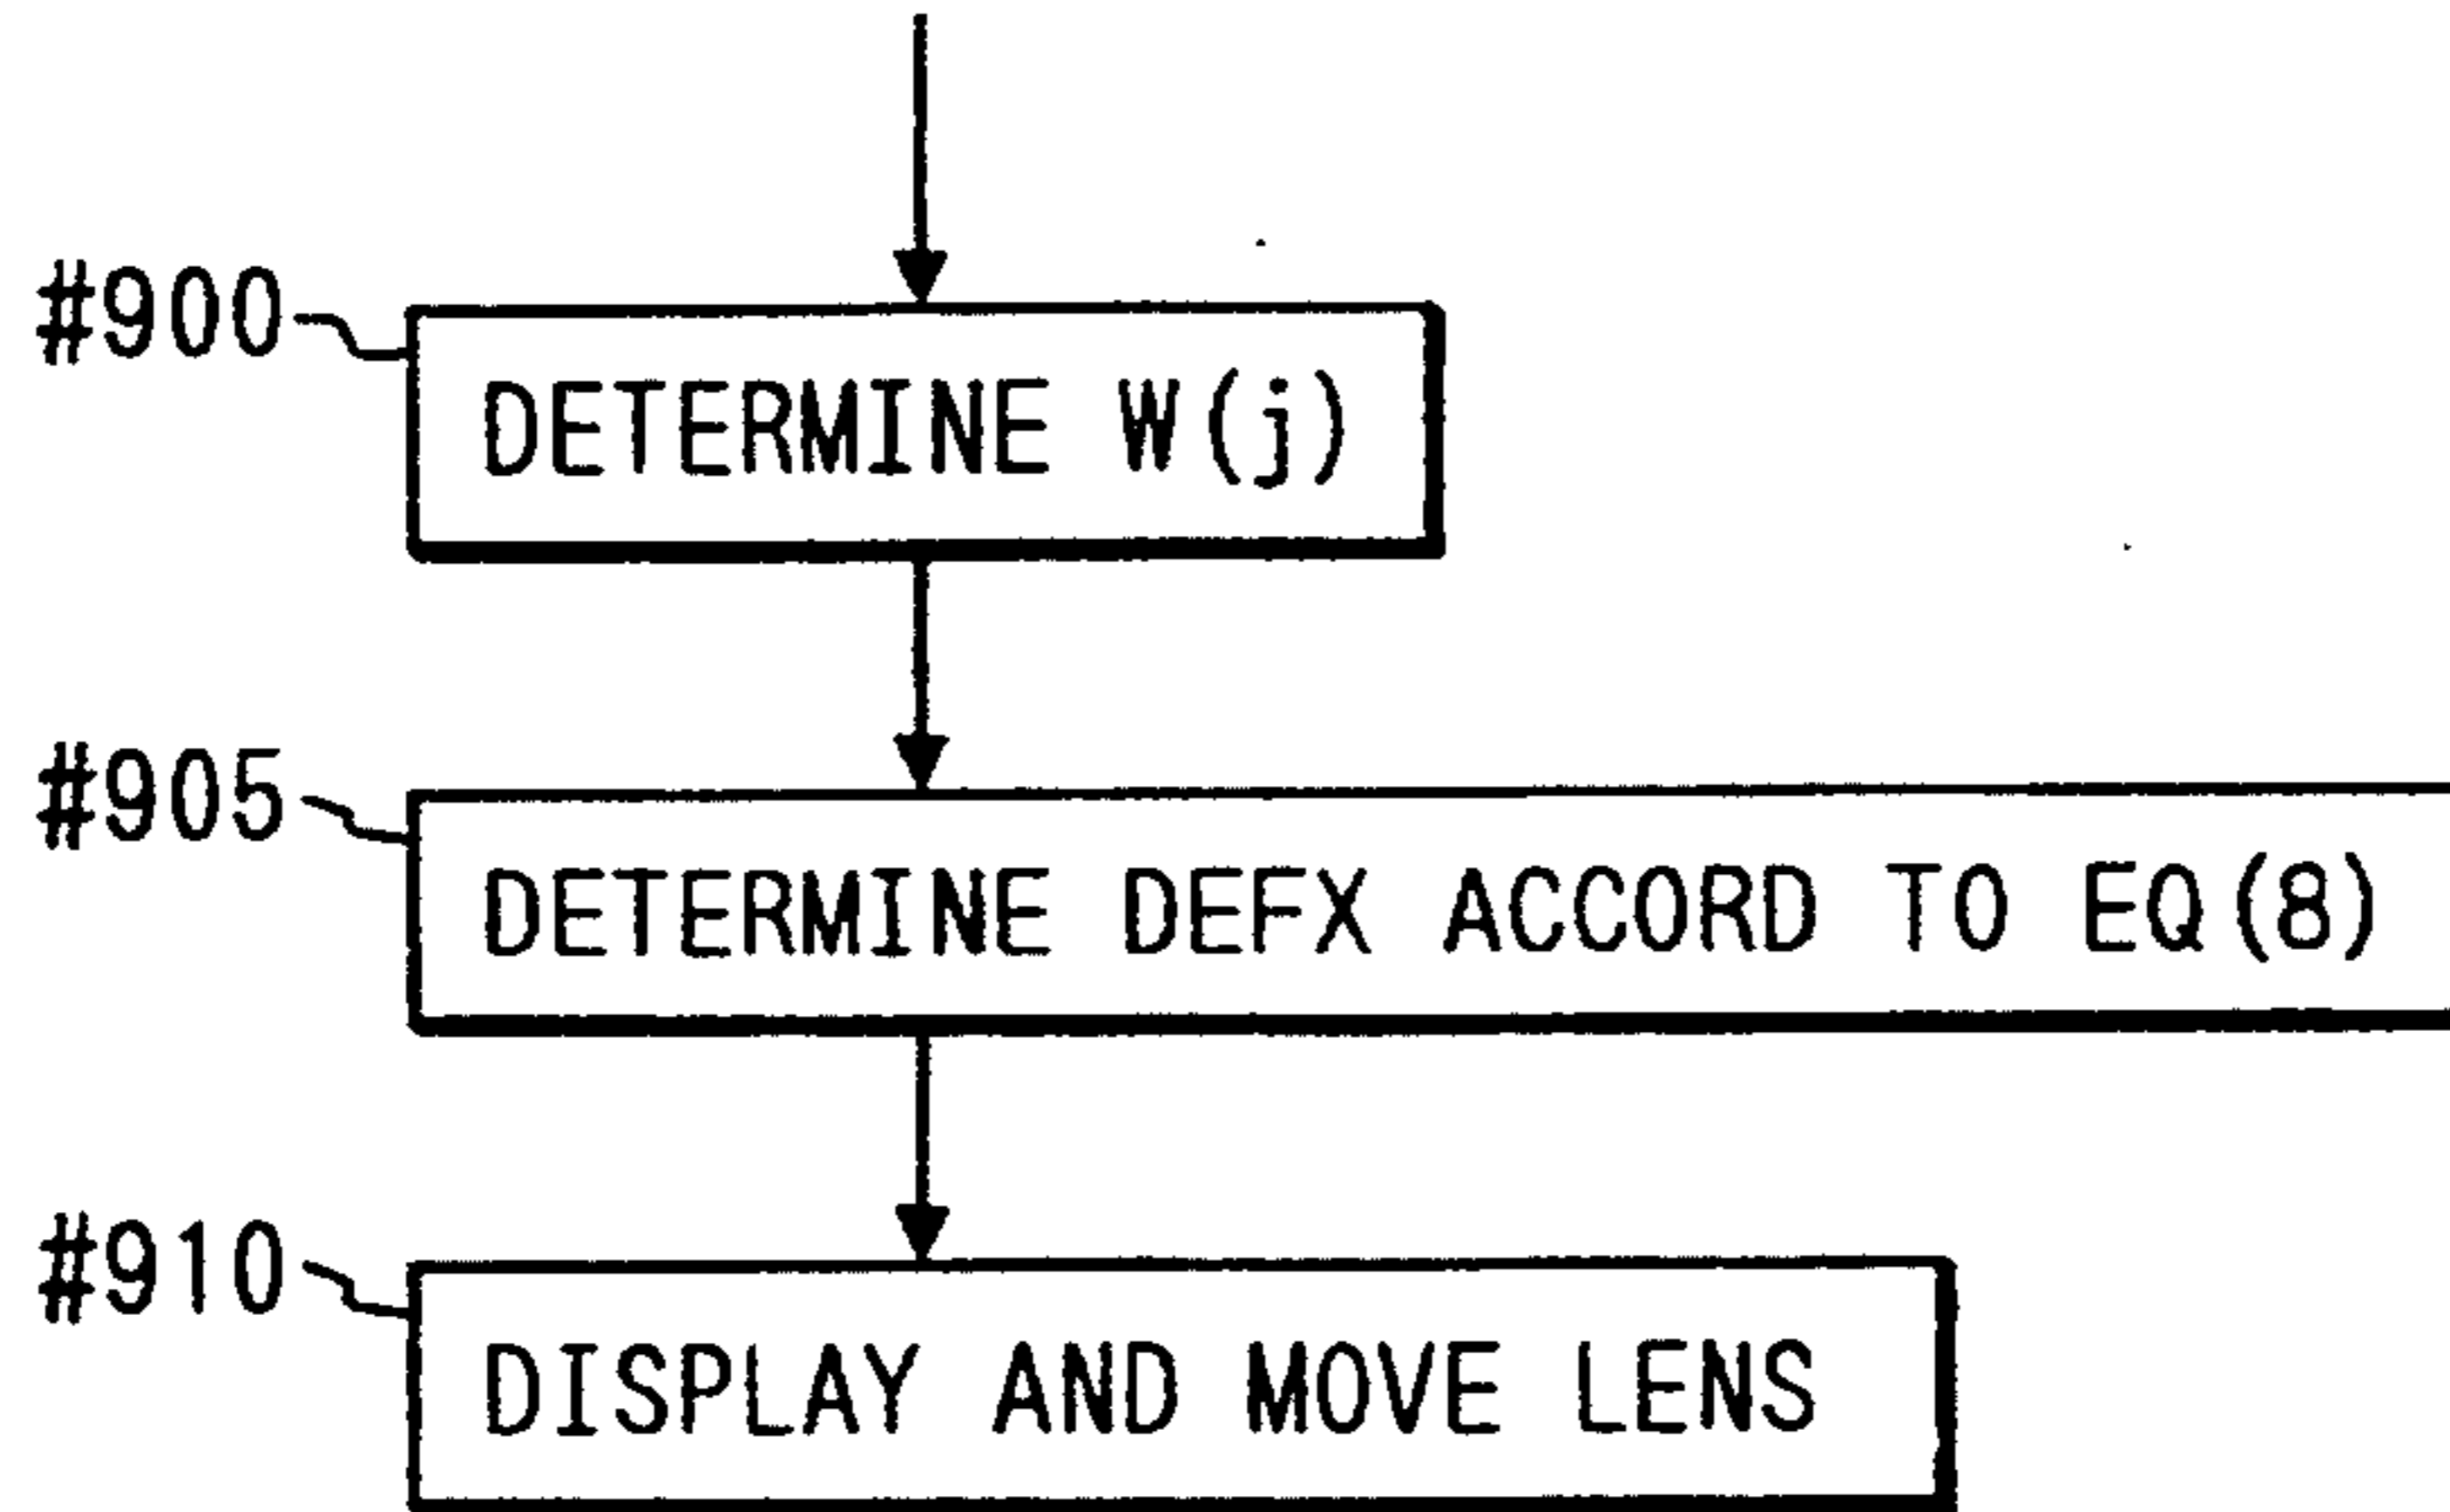 #900
DETERMINE W(j)
#905
DETERMINE DEFX ACCORD TO EQ(8)
#910
DISPLAY AND MOVE LENS